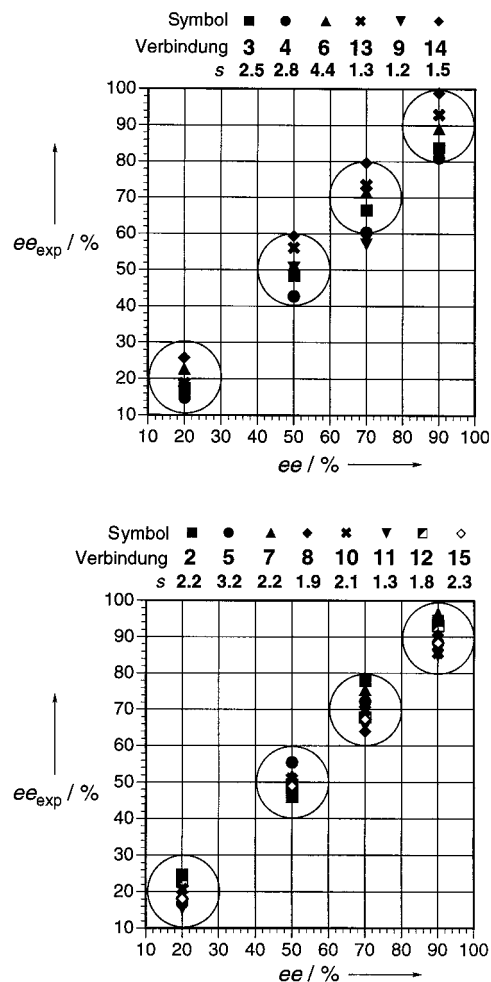 Symbol ■ ● ▲ ✖ ▼ ◆
Verbindung 3 4 6 13 9 14
s 2.5 2.8 4.4 1.3 1.2 1.5
100
90
80
70
60
50
40
30
20
10
ee exp / %
10 20 30 40 50 60 70 80 90 100
ee / %
Symbol ■ ● ▲ ◆ ✖ ▼ ◩ ◇
Verbindung 2 5 7 8 10 11 12 15
s 2.2 3.2 2.2 1.9 2.1 1.3 1.8 2.3
100
90
80
70
60
50
40
30
20
10
ee exp / %
10 20 30 40 50 60 70 80 90 100
ee / %